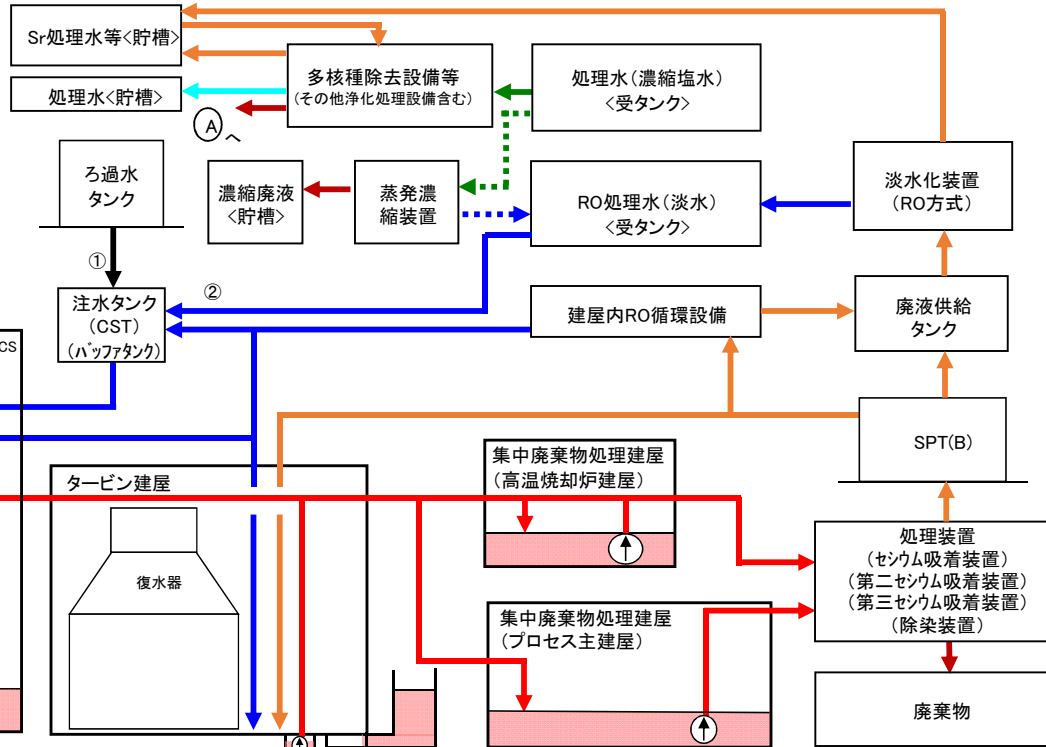 Sr処理水等<貯槽>
処理水<貯槽>
多核種除去設備等
(その他浄化処理設備含む)
処理水(濃縮塩水)
<受タンク>
Aへ
ろ過水
タンク
濃縮廃液
<貯槽>
蒸発濃
縮装置
RO処理水(淡水)
<受タンク>
淡水化装置
(RO方式)
①
②
注水タンク
(CST)
(バッファタンク)
建屋内RO循環設備
廃液供給
タンク
CS
SPT(B)
タービン建屋
復水器
集中廃棄物処理建屋
(高温焼却炉建屋)
処理装置
(セシウム吸着装置)
(第二セシウム吸着装置)
(第三セシウム吸着装置)
(除染装置)
集中廃棄物処理建屋
(プロセス主建屋)
廃棄物